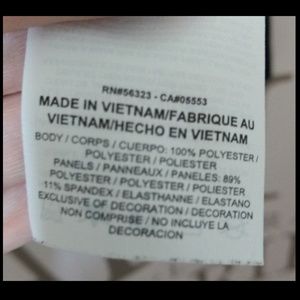 RN#56323 - CA#05553
MADE IN VIETNAM/FABRIQUE AU
VIETNAM/HECHO EN VIETNAM
BODY / CORPS / CUERPO: 100% POLYESTER /
POLYESTER / POLIESTER
PANELS / PANNEAUX / PANELES: 89%
POLYESTER / POLYESTER / POLIESTER
11% SPANDEX / ELASTHANNE / ELASTANO
EXCLUSIVE OF DECORATION / DECORATION
NON COMPRISE / NO INCLUYE LA
DECORACION